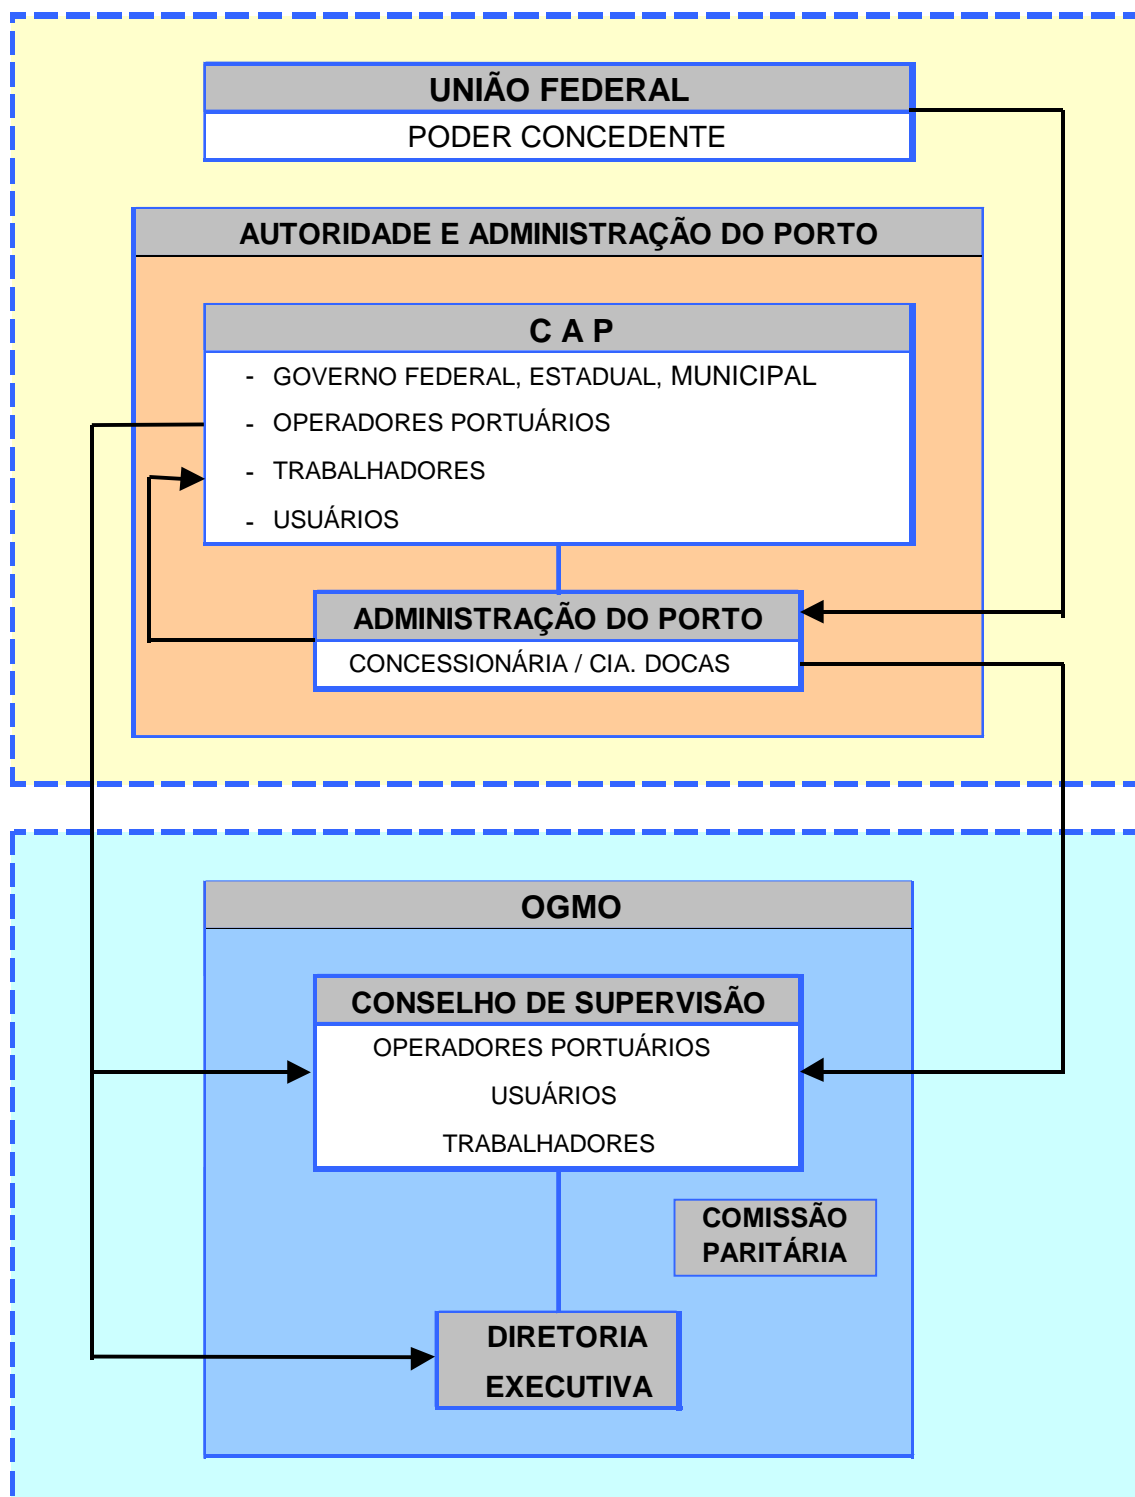 UNIÃO FEDERAL
PODER CONCEDENTE
AUTORIDADE E ADMINISTRAÇÃO DO PORTO
C A P
- GOVERNO FEDERAL, ESTADUAL, MUNICIPAL
- OPERADORES PORTUÁRIOS
- TRABALHADORES
- USUÁRIOS
ADMINISTRAÇÃO DO PORTO
CONCESSIONÁRIA / CIA. DOCAS
OGMO
CONSELHO DE SUPERVISÃO
OPERADORES PORTUÁRIOS
USUÁRIOS
TRABALHADORES
COMISSÃO
PARITÁRIA
DIRETORIA
EXECUTIVA